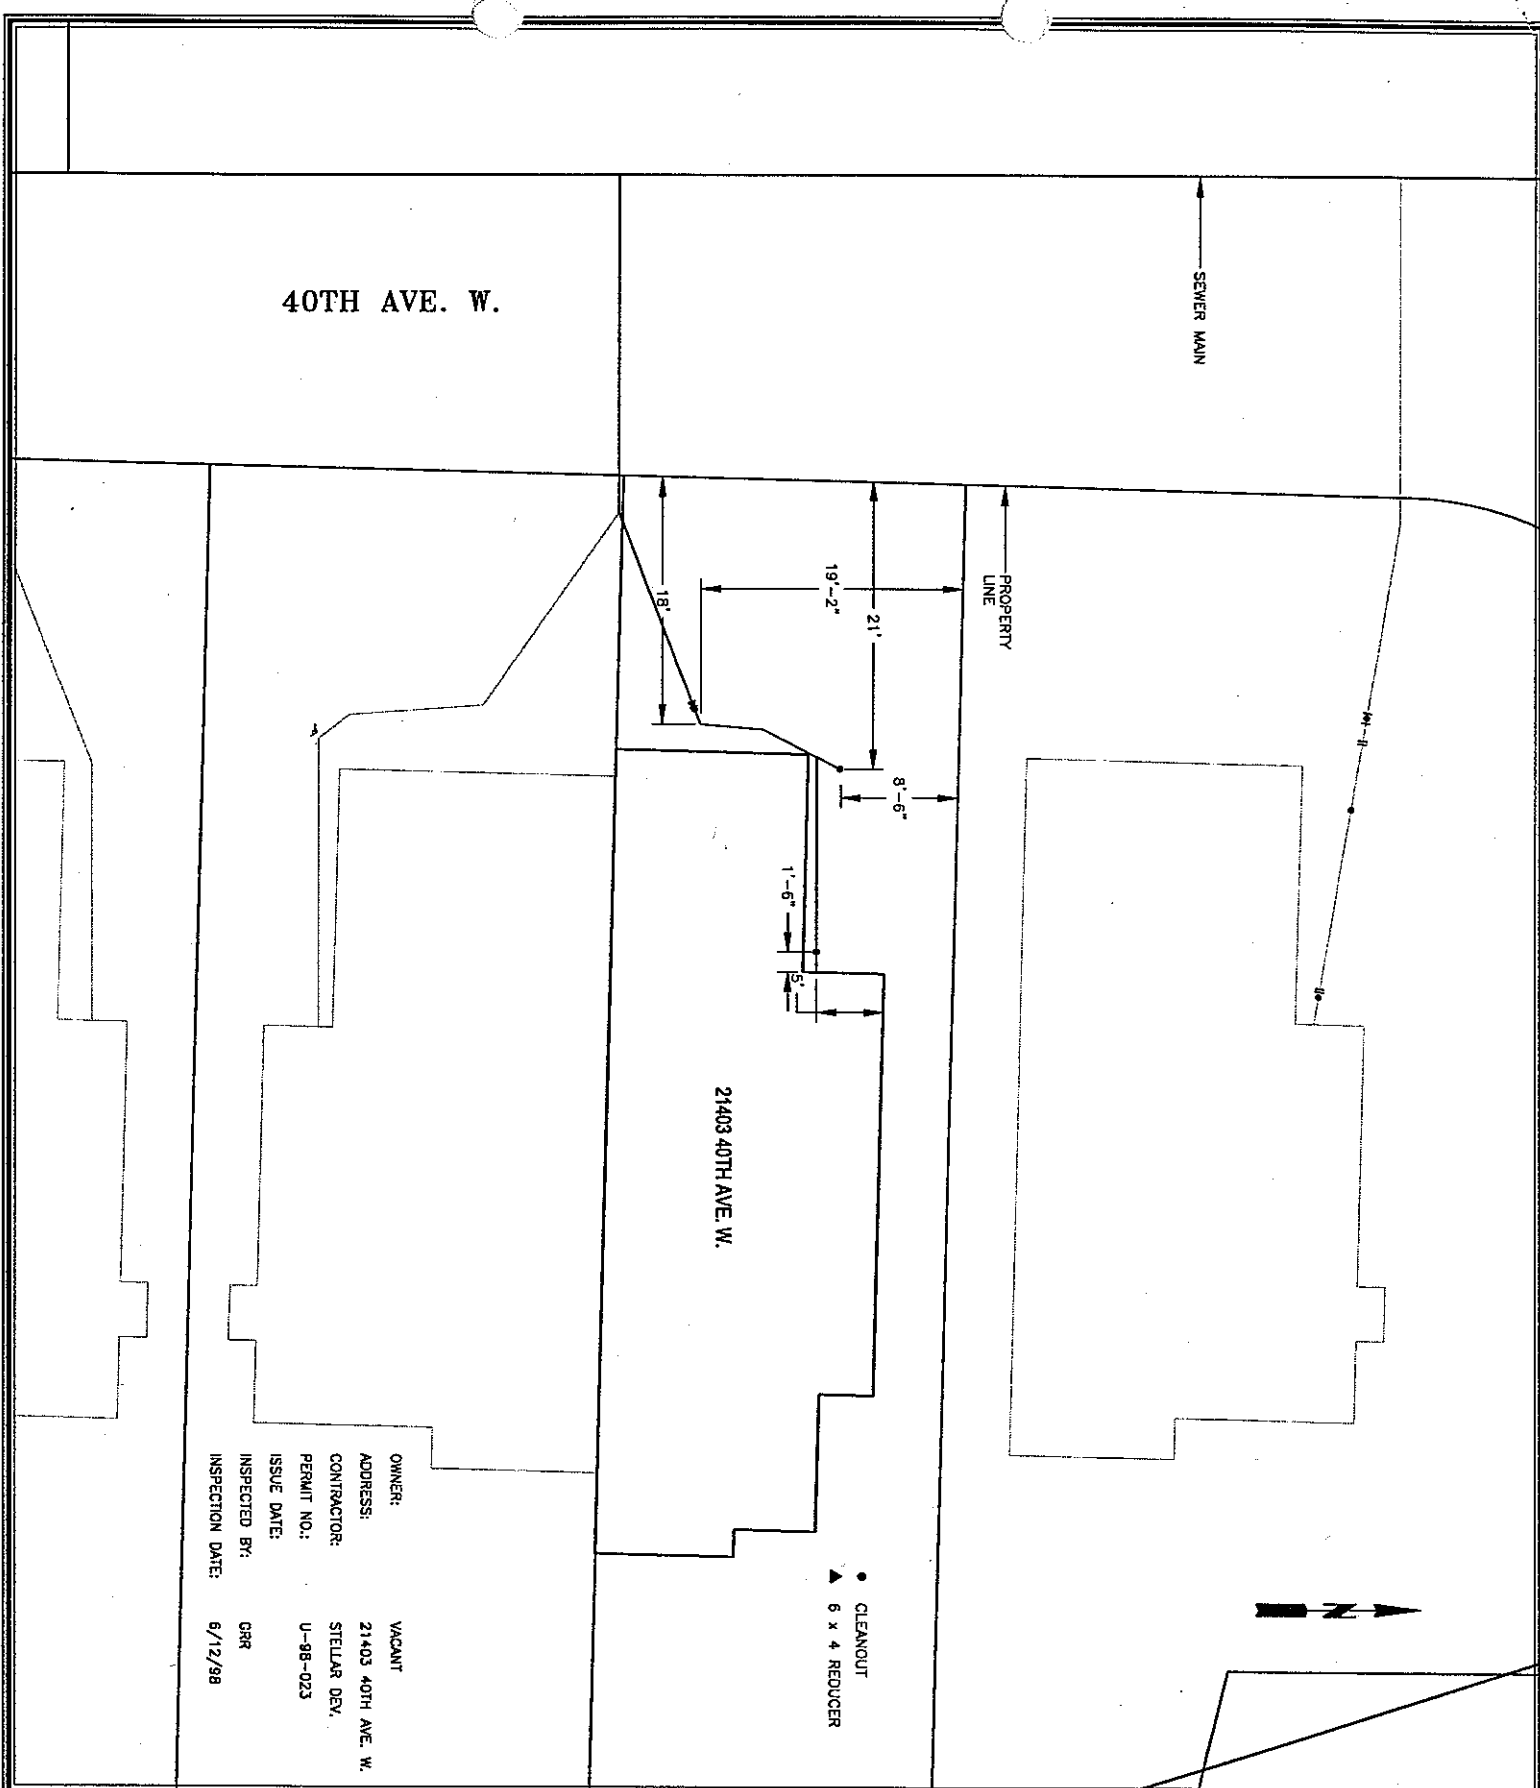 40TH AVE. W.
SEWER MAIN
PROPERTY
LINE
19'-2"
21'
18'
8'-6"
1'-6"
5'
21403 40TH AVE. W.
● CLEANOUT
▲ 6 x 4 REDUCER
OWNER: VACANT
ADDRESS: 21403 40TH AVE. W.
CONTRACTOR: STELLAR DEV.
PERMIT NO.: U-98-023
ISSUE DATE:
INSPECTED BY: GRR
INSPECTION DATE: 6/12/98
N